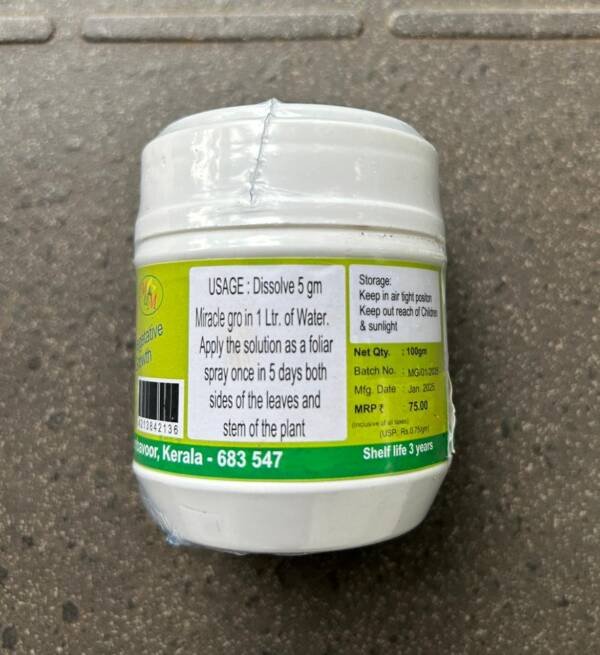 USAGE : Dissolve 5 gm
Miracle gro in 1 Ltr. of Water.
Apply the solution as a foliar
spray once in 5 days both
sides of the leaves and
stem of the plant
Storage:
Keep in air tight positon
Keep out reach of Children
& sunlight
Net Qty. : 100gm
Batch No. : MG/01-2025
Mfg. Date : Jan. 2025
MRP ₹ 75.00
(inclusive of all taxes)
(USP. Rs.0.75/gm)
Shelf life 3 years
213842136
avoor, Kerala - 683 547